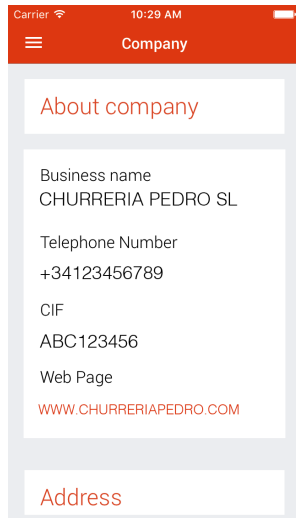 Carrier 10:29 AM
Company
About company
Business name
CHURRERIA PEDRO SL
Telephone Number
+34123456789
CIF
ABC123456
Web Page
WWW.CHURRERIAPEDRO.COM
Address